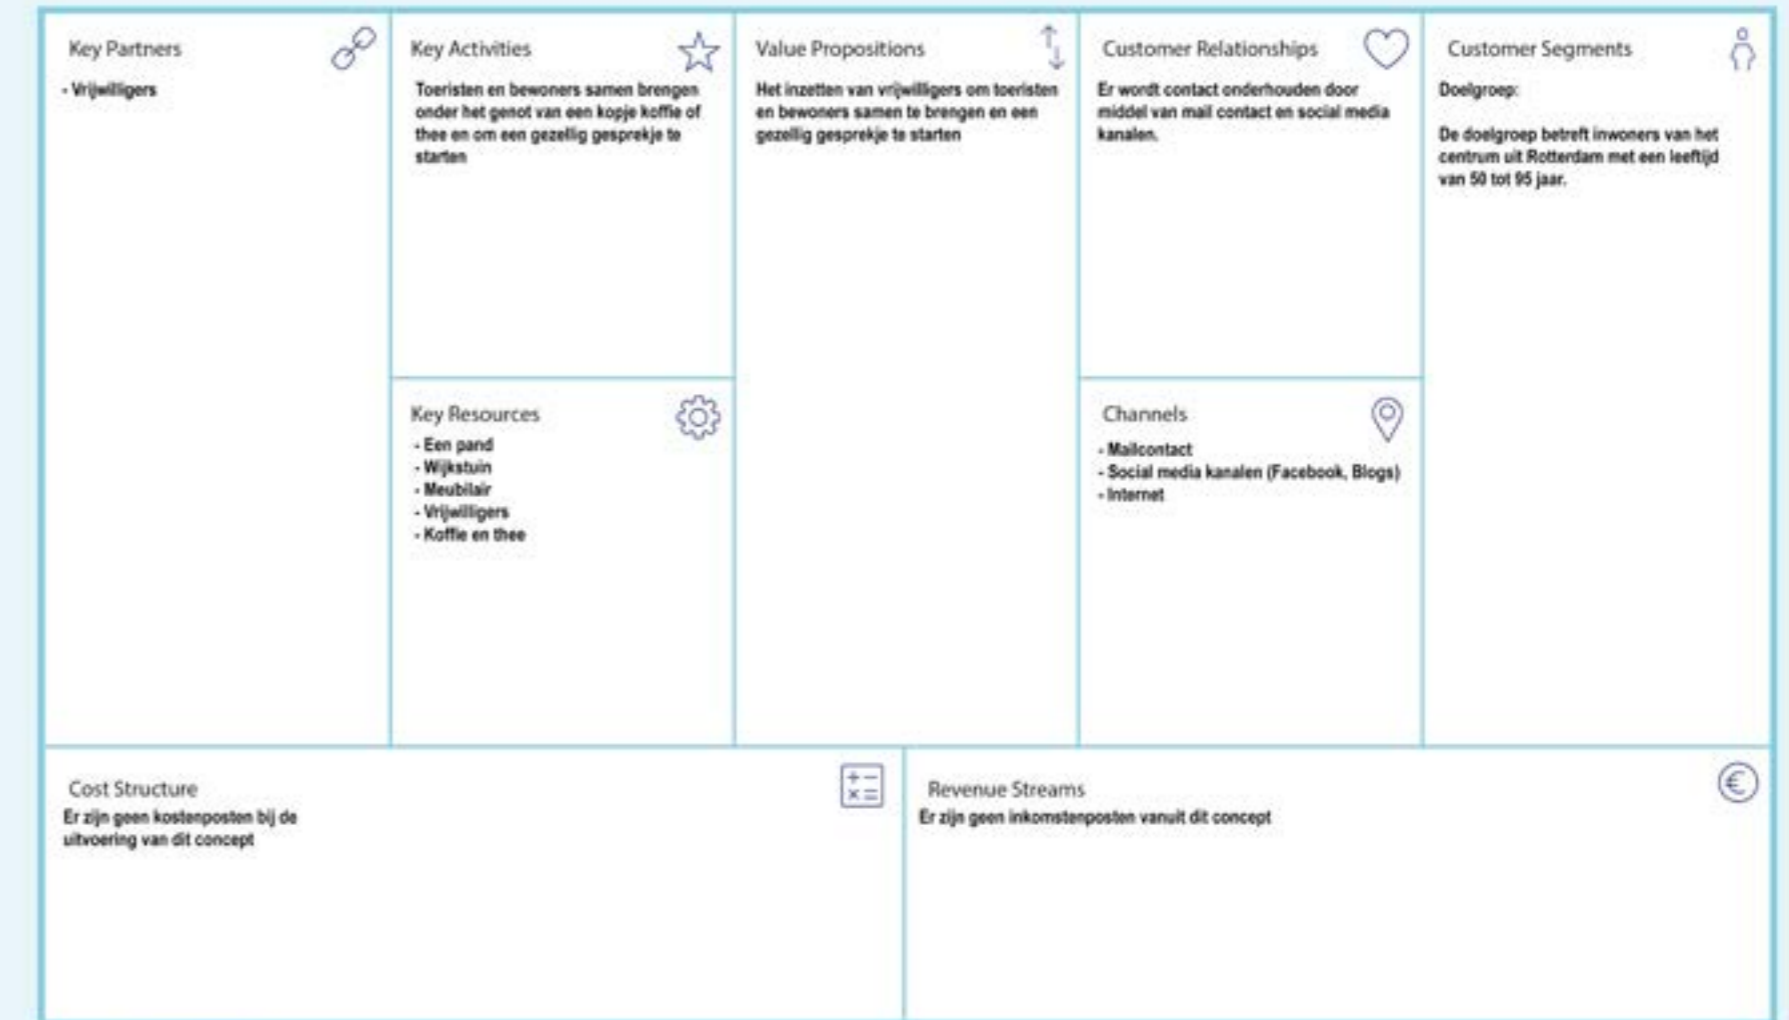 Key Partners
- Vrijwilligers
Key Activities
Toeristen en bewoners samen brengen
onder het genot van een kopje koffie of
thee en om een gezellig gesprekje te
starten
Key Resources
- Een pand
- Wijkstuin
- Meubilair
- Vrijwilligers
- Koffie en thee
Value Propositions
Het inzetten van vrijwilligers om toeristen
en bewoners samen te brengen en een
gezellig gesprekje te starten
Customer Relationships
Er wordt contact onderhouden door
middel van mail contact en social media
kanalen.
Channels
- Mailcontact
- Social media kanalen (Facebook, Blogs)
- Internet
Customer Segments
Doelgroep:
De doelgroep betreft inwoners van het
centrum uit Rotterdam met een leeftijd
van 50 tot 95 jaar.
Cost Structure
Er zijn geen kostenposten bij de
uitvoering van dit concept
Revenue Streams
Er zijn geen inkomstenposten vanuit dit concept